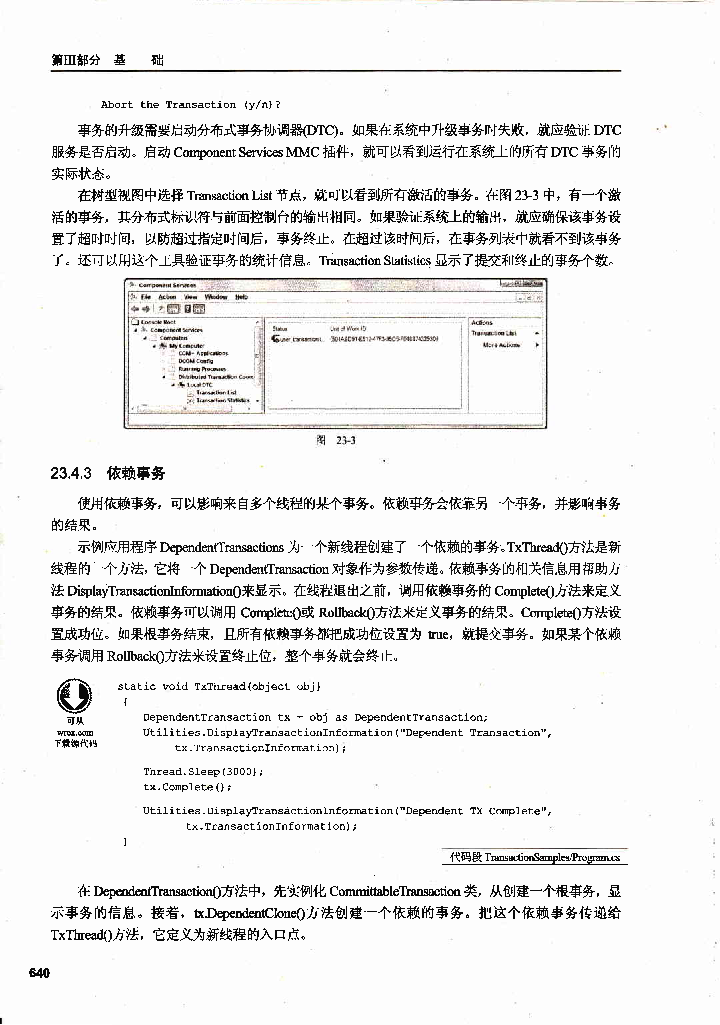 第III部分 基 础
Abort the Transaction (y/n)?
事务的升级需要启动分布式事务协调器(DTC)。如果在系统中升级事务时失败，就应验证 DTC
服务是否启动。启动 Component Services MMC 插件，就可以看到运行在系统上的所有 DTC 事务的
实际状态。
在树型视图中选择 Transaction List 节点，就可以看到所有激活的事务。在图 23-3 中，有一个激
活的事务，其分布式标识符与前面控制台的输出相同。如果验证系统上的输出，就应确保该事务设
置了超时时间，以防超过指定时间后，事务终止。在超过该时间后，在事务列表中就看不到该事务
了。还可以用这个工具验证事务的统计信息。Transaction Statistics 显示了提交和终止的事务个数。
Component Services
File Action View Window Help
Console Root
Component Services
Computers
My Computer
COM+ Applications
DCOM Config
Running Processes
Distributed Transaction Coord
Local DTC
Transaction List
Transaction Statistics
Status Unit of Work ID
Actions
Transaction List
More Actions
图 23-3
23.4.3 依赖事务
使用依赖事务，可以影响来自多个线程的某个事务。依赖事务会依靠另一个事务，并影响事务
的结果。
示例应用程序 DependentTransactions 为一个新线程创建了一个依赖的事务。TxThread()方法是新
线程的一个方法，它将一个 DependentTransaction 对象作为参数传递。依赖事务的相关信息用帮助方
法 DisplayTransactionInformation()来显示。在线程退出之前，调用依赖事务的 Complete()方法来定义
事务的结果。依赖事务可以调用 Complete()或 Rollback()方法来定义事务的结果。Complete()方法设
置成功位。如果根事务结束，且所有依赖事务都把成功位设置为 true，就提交事务。如果某个依赖
事务调用 Rollback()方法来设置终止位，整个事务就会终止。
可从
wrox.com
下载源代码
static void TxThread(object obj)
{
DependentTransaction tx = obj as DependentTransaction;
Utilities.DisplayTransactionInformation("Dependent Transaction",
tx.TransactionInformation);
Thread.Sleep(3000);
tx.Complete();
Utilities.DisplayTransactionInformation("Dependent TX Complete",
tx.TransactionInformation);
}
代码段 TransactionSamples/Program.cs
在 DependentTransaction()方法中，先实例化 CommittableTransaction 类，从创建一个根事务，显
示事务的信息。接着，tx.DependentClone()方法创建一个依赖的事务。把这个依赖事务传递给
TxThread()方法，它定义为新线程的入口点。
640